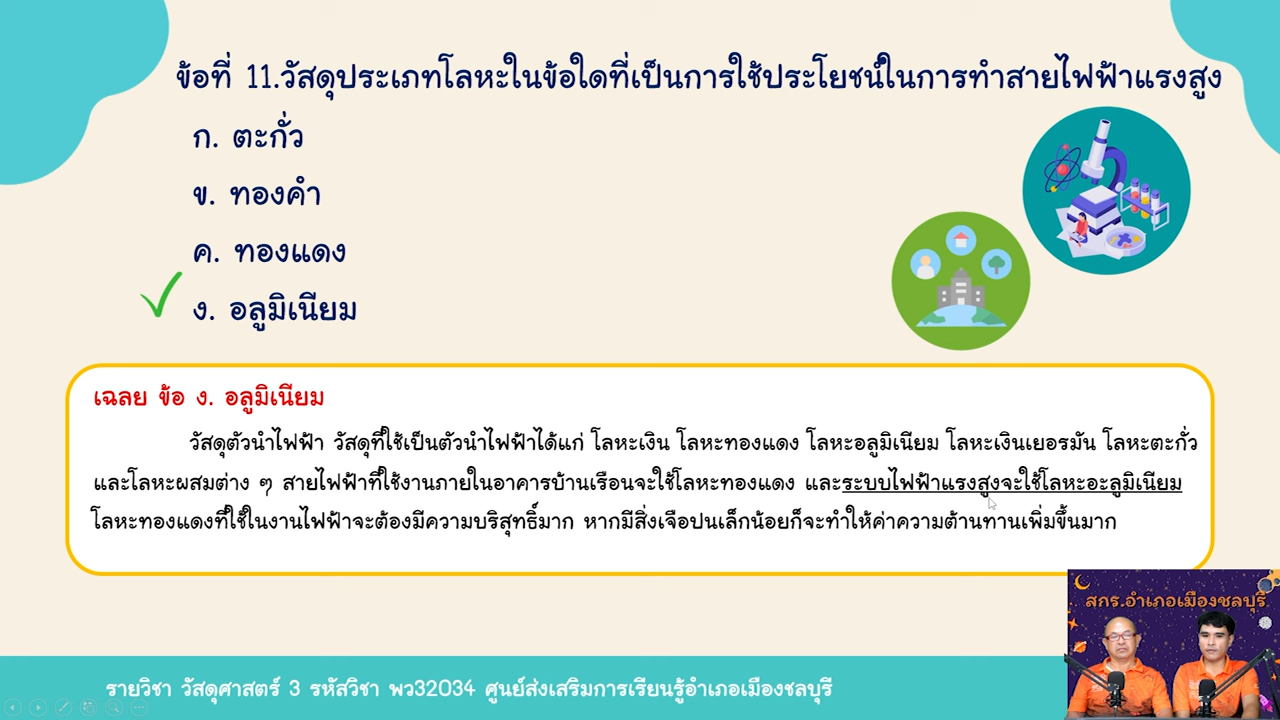 ข้อที่ 11.วัสดุประเภทโลหะในข้อใดที่เป็นการใช้ประโยชน์ในการทำสายไฟฟ้าแรงสูง
ก. ตะกั่ว
ข. ทองคำ
ค. ทองแดง
ง. อลูมิเนียม
เฉลย ข้อ ง. อลูมิเนียม
วัสดุตัวนำไฟฟ้า วัสดุที่ใช้เป็นตัวนำไฟฟ้าได้แก่ โลหะเงิน โลหะทองแดง โลหะอลูมิเนียม โลหะเงินเยอรมัน โลหะตะกั่ว
และโลหะผสมต่าง ๆ สายไฟฟ้าที่ใช้งานภายในอาคารบ้านเรือนจะใช้โลหะทองแดง และระบบไฟฟ้าแรงสูงจะใช้โลหะอะลูมิเนียม
โลหะทองแดงที่ใช้ในงานไฟฟ้าจะต้องมีความบริสุทธิ์มาก หากมีสิ่งเจือปนเล็กน้อยก็จะทำให้ค่าความต้านทานเพิ่มขึ้นมาก
สกร.อำเภอเมืองชลบุรี
รายวิชา วัสดุศาสตร์ 3 รหัสวิชา พว32034 ศูนย์ส่งเสริมการเรียนรู้อำเภอเมืองชลบุรี